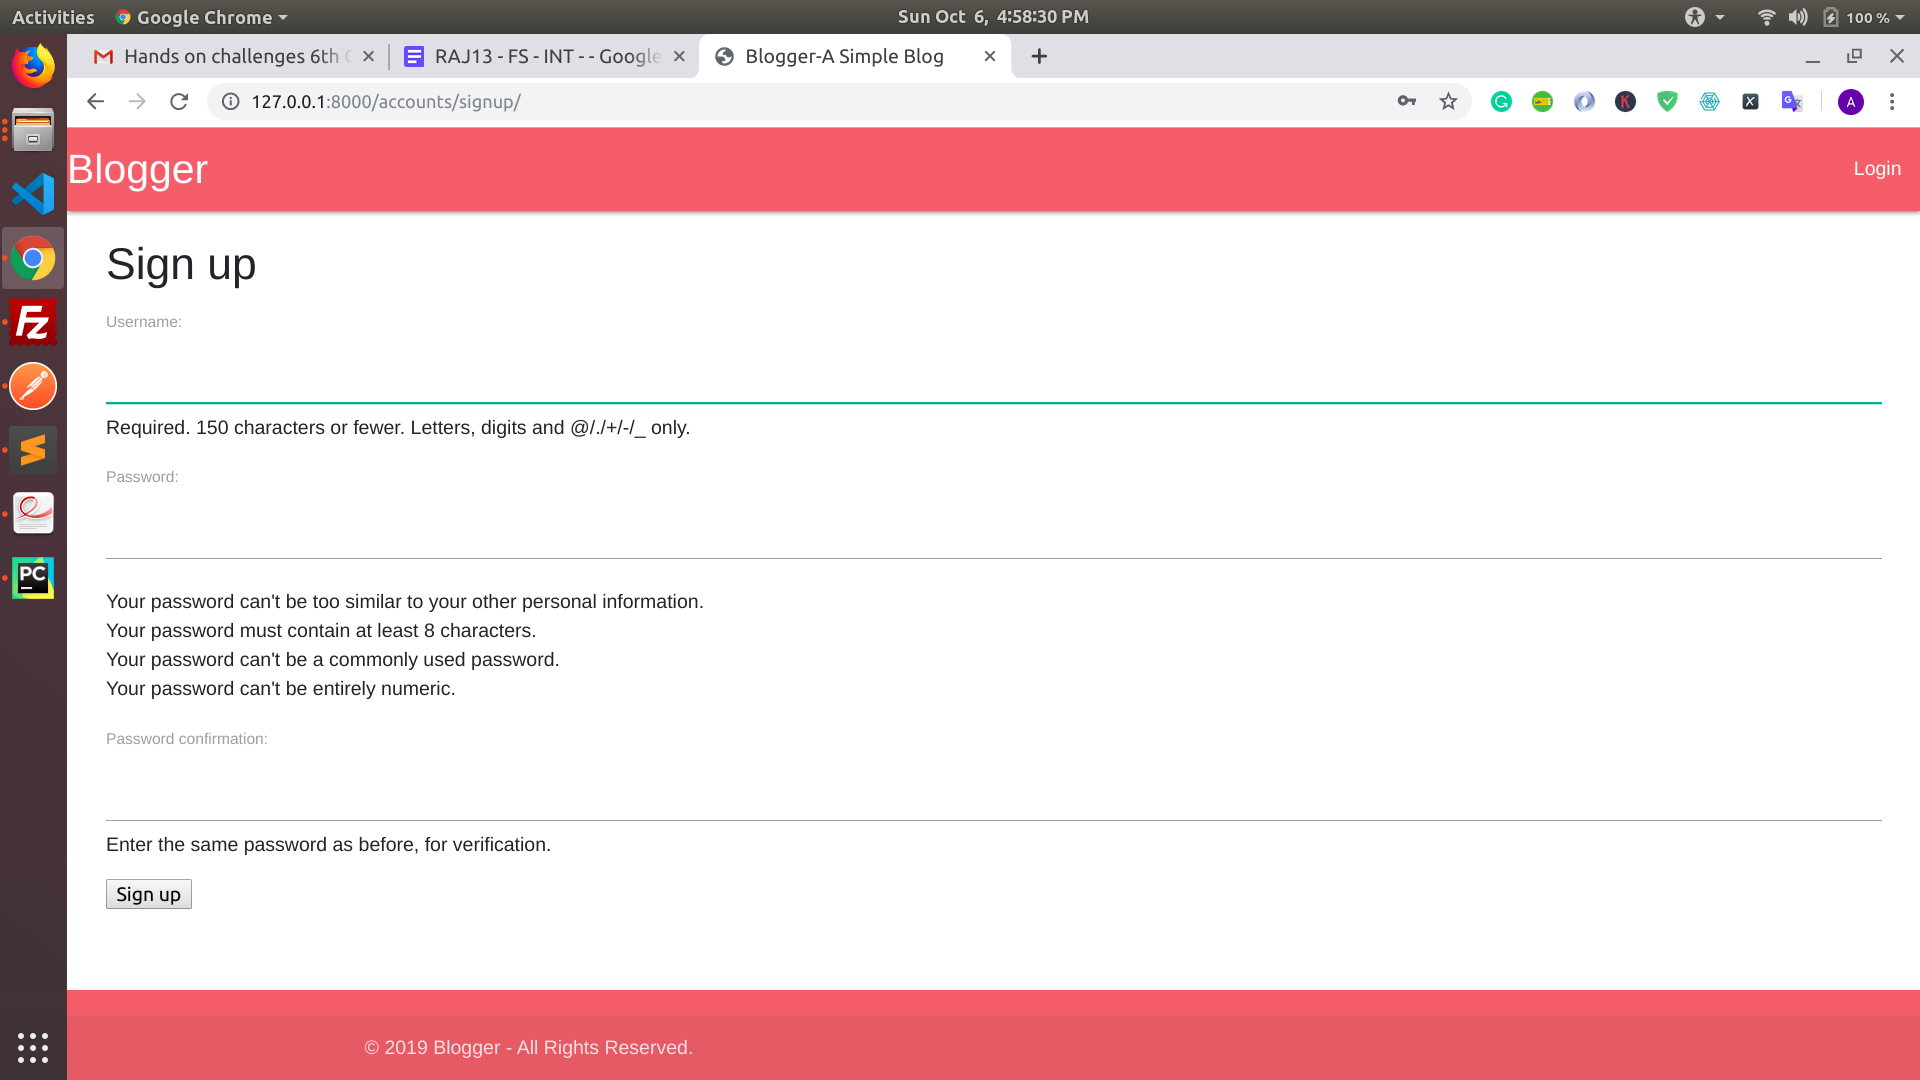 Activities
Google Chrome
Sun Oct 6, 4:58:30 PM
100 %
Hands on challenges 6th
RAJ13 - FS - INT - - Google
Blogger-A Simple Blog
127.0.0.1:8000/accounts/signup/
A
Blogger
Login
Sign up
Username:
Required. 150 characters or fewer. Letters, digits and @/./+/-/_ only.
Password:
Your password can't be too similar to your other personal information.
Your password must contain at least 8 characters.
Your password can't be a commonly used password.
Your password can't be entirely numeric.
Password confirmation:
Enter the same password as before, for verification.
Sign up
© 2019 Blogger - All Rights Reserved.
Fz
PC